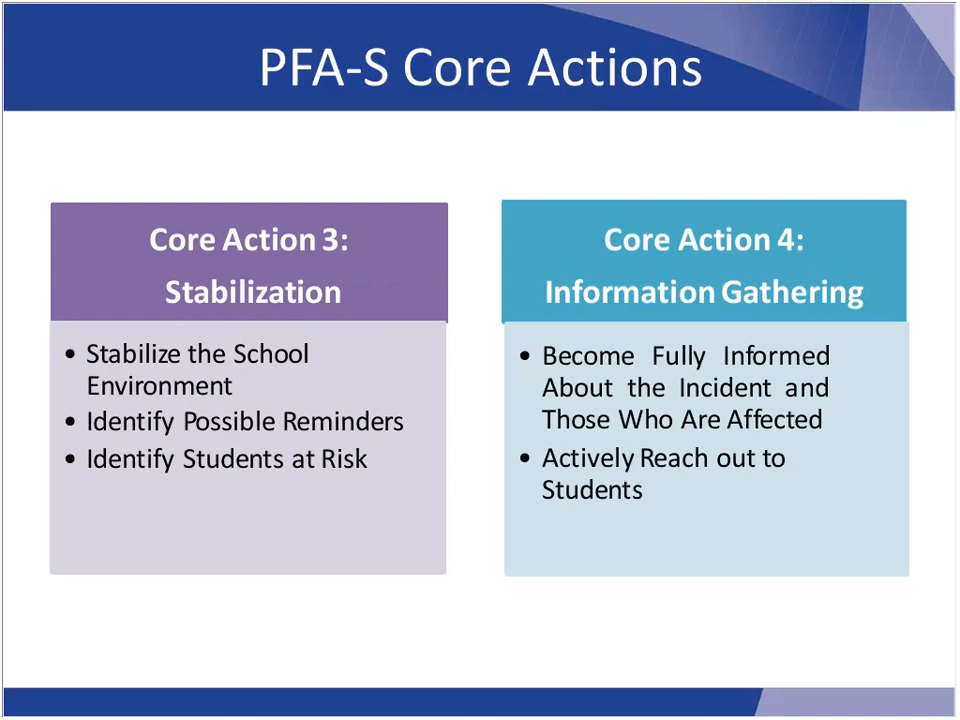 PFA-S Core Actions
Core Action 3:
Stabilization
• Stabilize the School
Environment
• Identify Possible Reminders
• Identify Students at Risk
Core Action 4:
Information Gathering
• Become Fully Informed
About the Incident and
Those Who Are Affected
• Actively Reach out to
Students